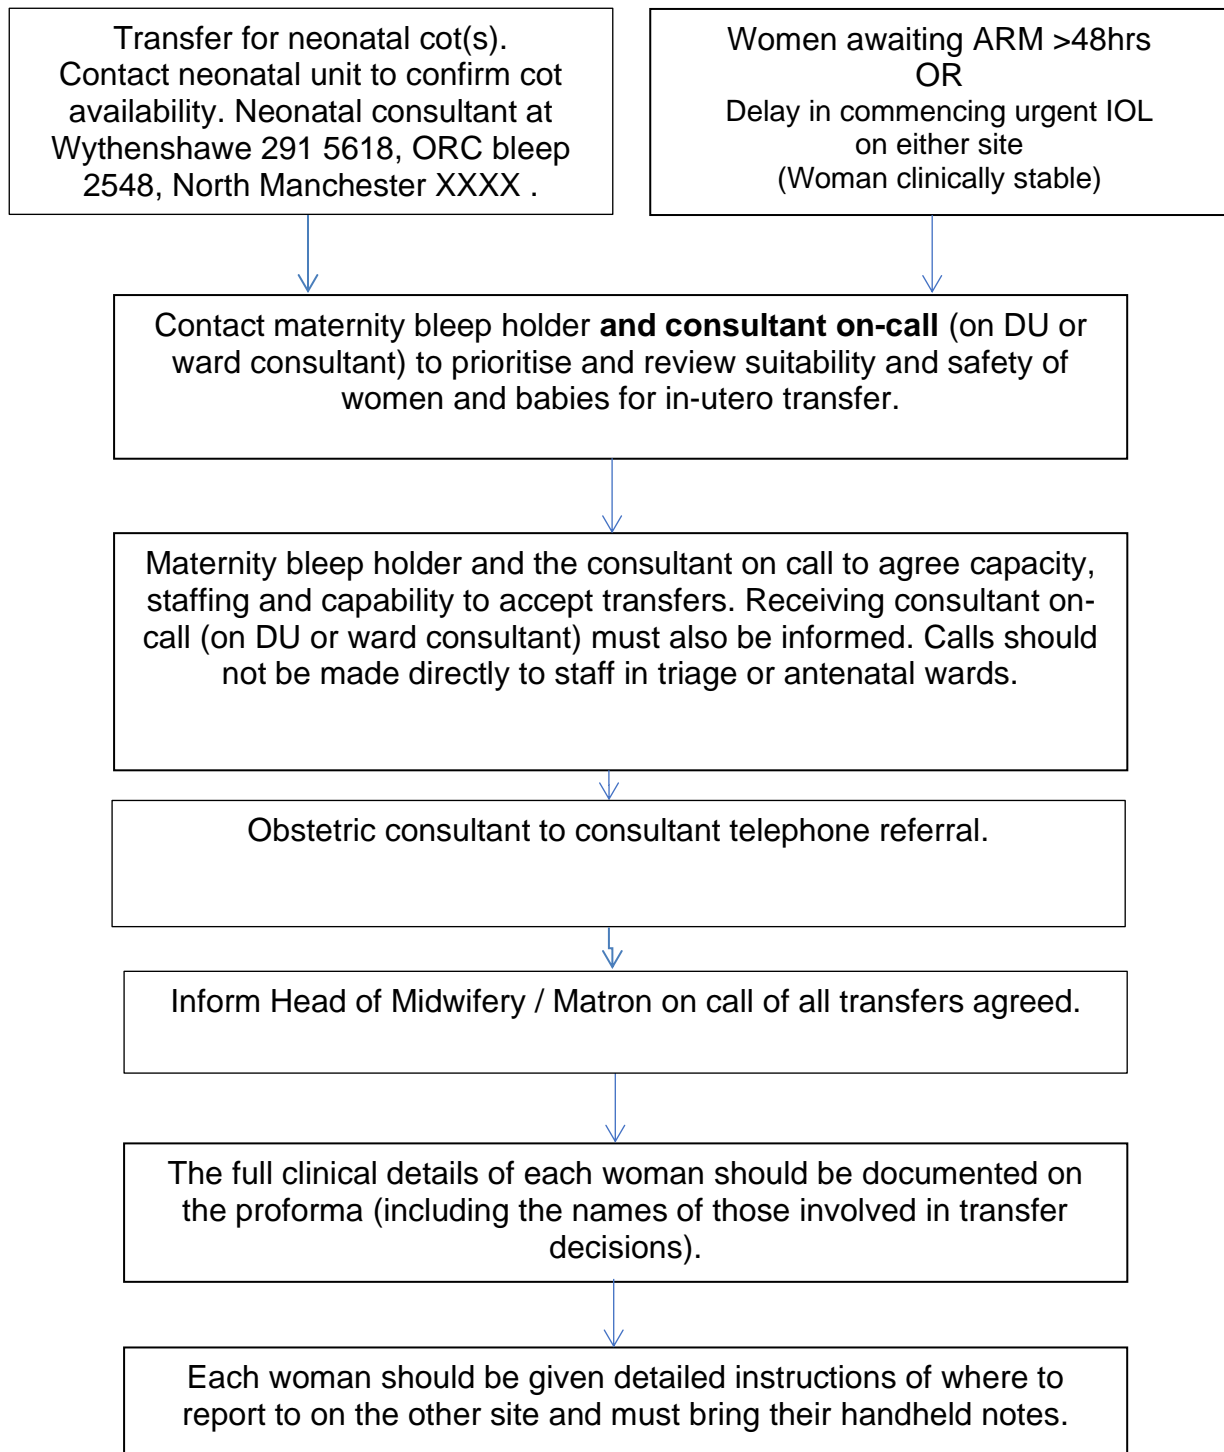 Transfer for neonatal cot(s).
Contact neonatal unit to confirm cot
availability. Neonatal consultant at
Wythenshawe 291 5618, ORC bleep
2548, North Manchester XXXX .
Women awaiting ARM >48hrs
OR
Delay in commencing urgent IOL
on either site
(Woman clinically stable)
Contact maternity bleep holder and consultant on-call (on DU or
ward consultant) to prioritise and review suitability and safety of
women and babies for in-utero transfer.
Maternity bleep holder and the consultant on call to agree capacity,
staffing and capability to accept transfers. Receiving consultant on-
call (on DU or ward consultant) must also be informed. Calls should
not be made directly to staff in triage or antenatal wards.
Obstetric consultant to consultant telephone referral.
Inform Head of Midwifery / Matron on call of all transfers agreed.
The full clinical details of each woman should be documented on
the proforma (including the names of those involved in transfer
decisions).
Each woman should be given detailed instructions of where to
report to on the other site and must bring their handheld notes.